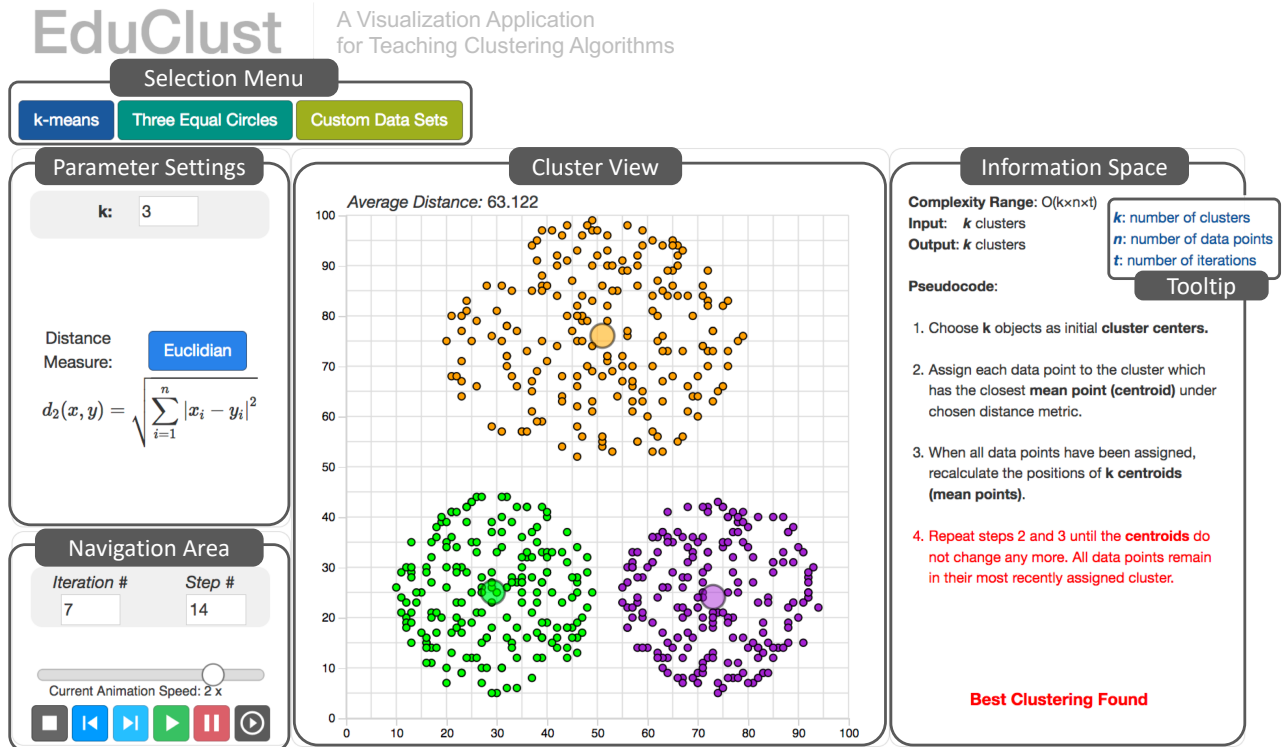 EduClust
A Visualization Application
for Teaching Clustering Algorithms
Selection Menu
k-means
Three Equal Circles
Custom Data Sets
Parameter Settings
k:
3
Distance
Measure:
Euclidian
d₂(x, y) = √ n ∑ i=1 |xᵢ − yᵢ|²
Navigation Area
Iteration #
Step #
7
14
Current Animation Speed: 2 x
Cluster View
Average Distance: 63.122
100
90
80
70
60
50
40
30
20
10
0
0
10
20
30
40
50
60
70
80
90
100
Information Space
Complexity Range: O(k×n×t)
Input: k clusters
Output: k clusters
k: number of clusters
n: number of data points
t: number of iterations
Tooltip
Pseudocode:
1. Choose k objects as initial cluster centers.
2. Assign each data point to the cluster which
has the closest mean point (centroid) under
chosen distance metric.
3. When all data points have been assigned,
recalculate the positions of k centroids
(mean points).
4. Repeat steps 2 and 3 until the centroids do
not change any more. All data points remain
in their most recently assigned cluster.
Best Clustering Found